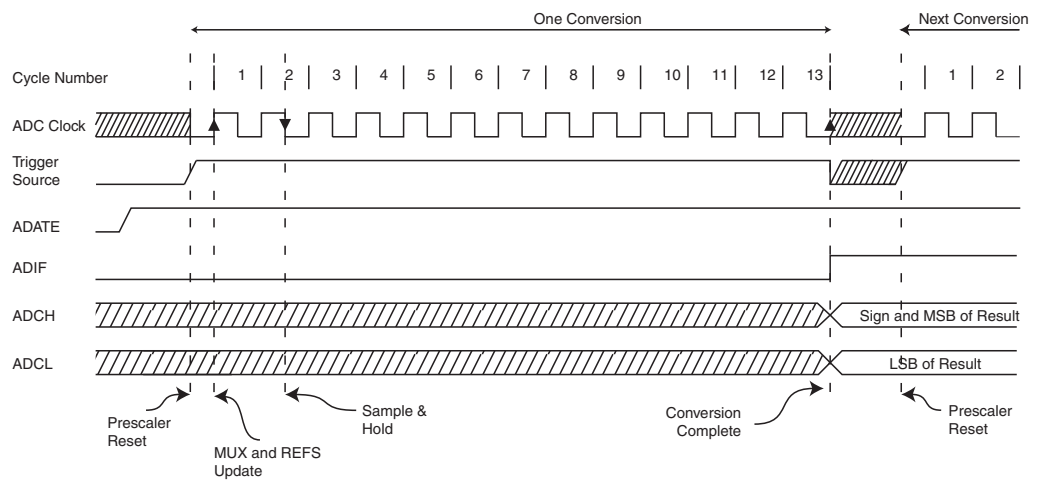 One Conversion
Next Conversion
Cycle Number
1 2 3 4 5 6 7 8 9 10 11 12 13 1 2
ADC Clock
Trigger
Source
ADATE
ADIF
ADCH
Sign and MSB of Result
ADCL
LSB of Result
Prescaler
Reset
MUX and REFS
Update
Sample &
Hold
Conversion
Complete
Prescaler
Reset